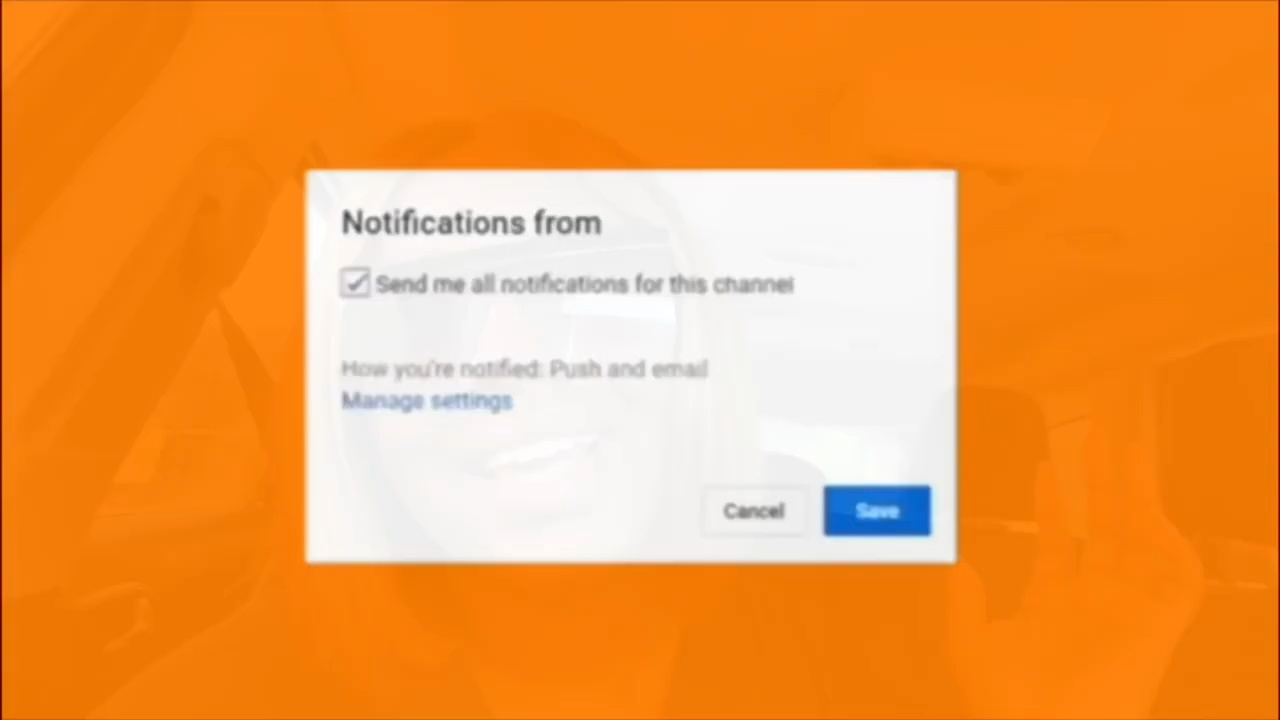 Notifications from
Send me all notifications for this channel
How you're notified: Push and email
Manage settings
Cancel
Save